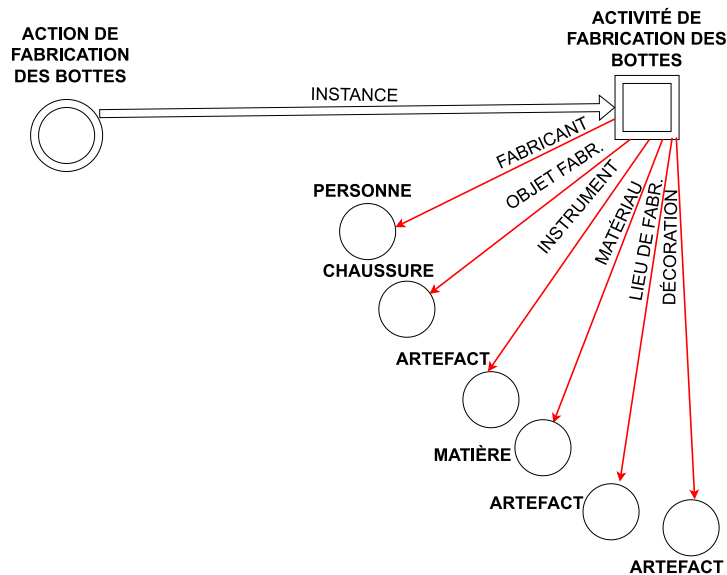 ACTION DE
FABRICATION
DES BOTTES
ACTIVITÉ DE
FABRICATION DES
BOTTES
INSTANCE
FABRICANT
OBJET FABR.
INSTRUMENT
MATÉRIAU
LIEU DE FABR.
DÉCORATION
PERSONNE
CHAUSSURE
ARTEFACT
MATIÈRE
ARTEFACT
ARTEFACT